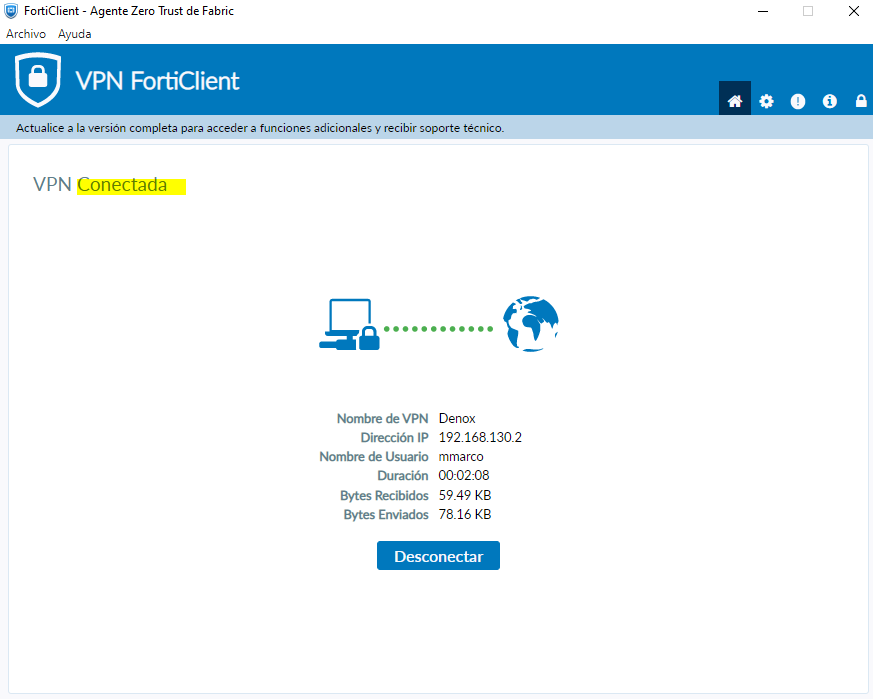 FortiClient - Agente Zero Trust de Fabric
Archivo Ayuda
VPN FortiClient
Actualice a la versión completa para acceder a funciones adicionales y recibir soporte técnico.
VPN Conectada
Nombre de VPN Denox
Dirección IP 192.168.130.2
Nombre de Usuario mmarco
Duración 00:02:08
Bytes Recibidos 59.49 KB
Bytes Enviados 78.16 KB
Desconectar